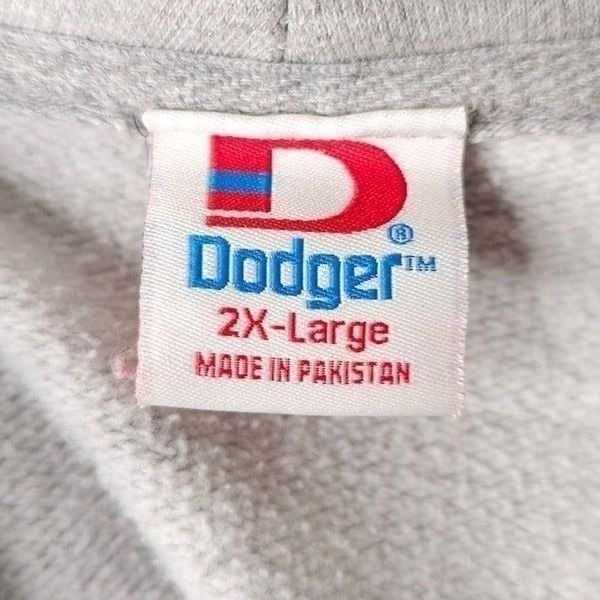 D
®
Dodger™
2X-Large
MADE IN PAKISTAN